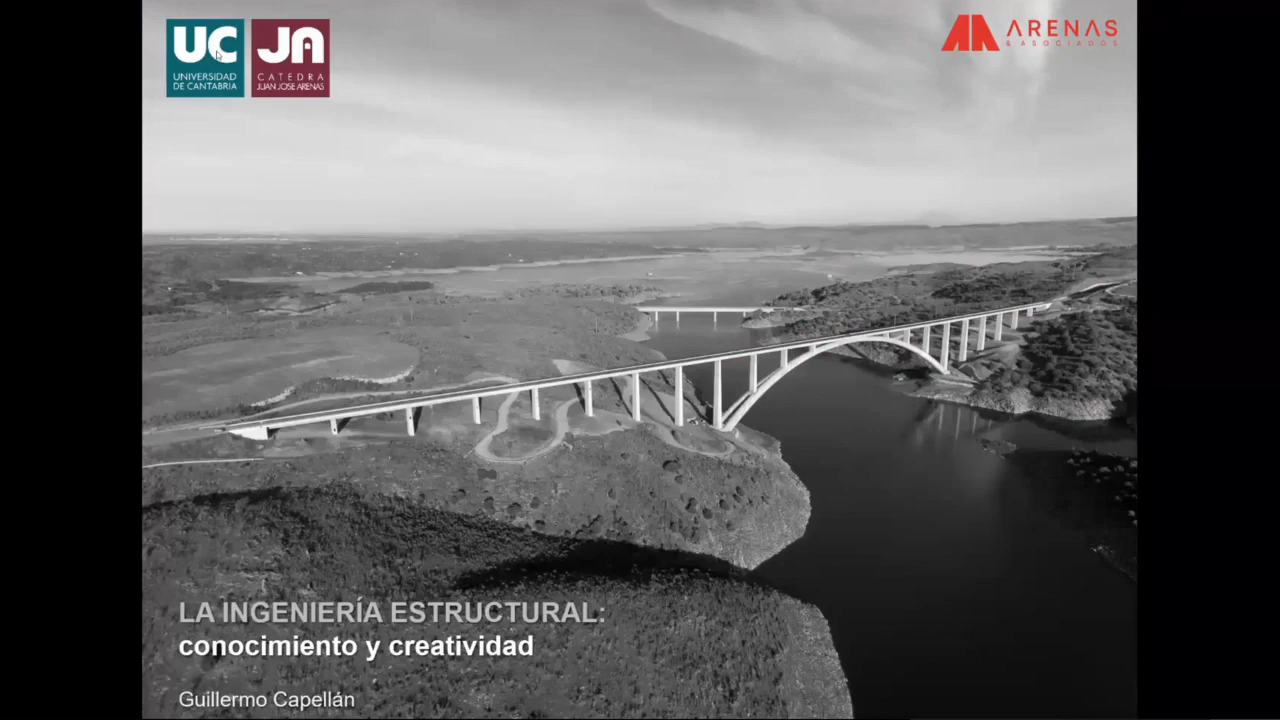 UC
UNIVERSIDAD
DE CANTABRIA
JA
CATEDRA
JUAN JOSE ARENAS
ARENAS
& ASOCIADOS
LA INGENIERÍA ESTRUCTURAL:
conocimiento y creatividad
Guillermo Capellán